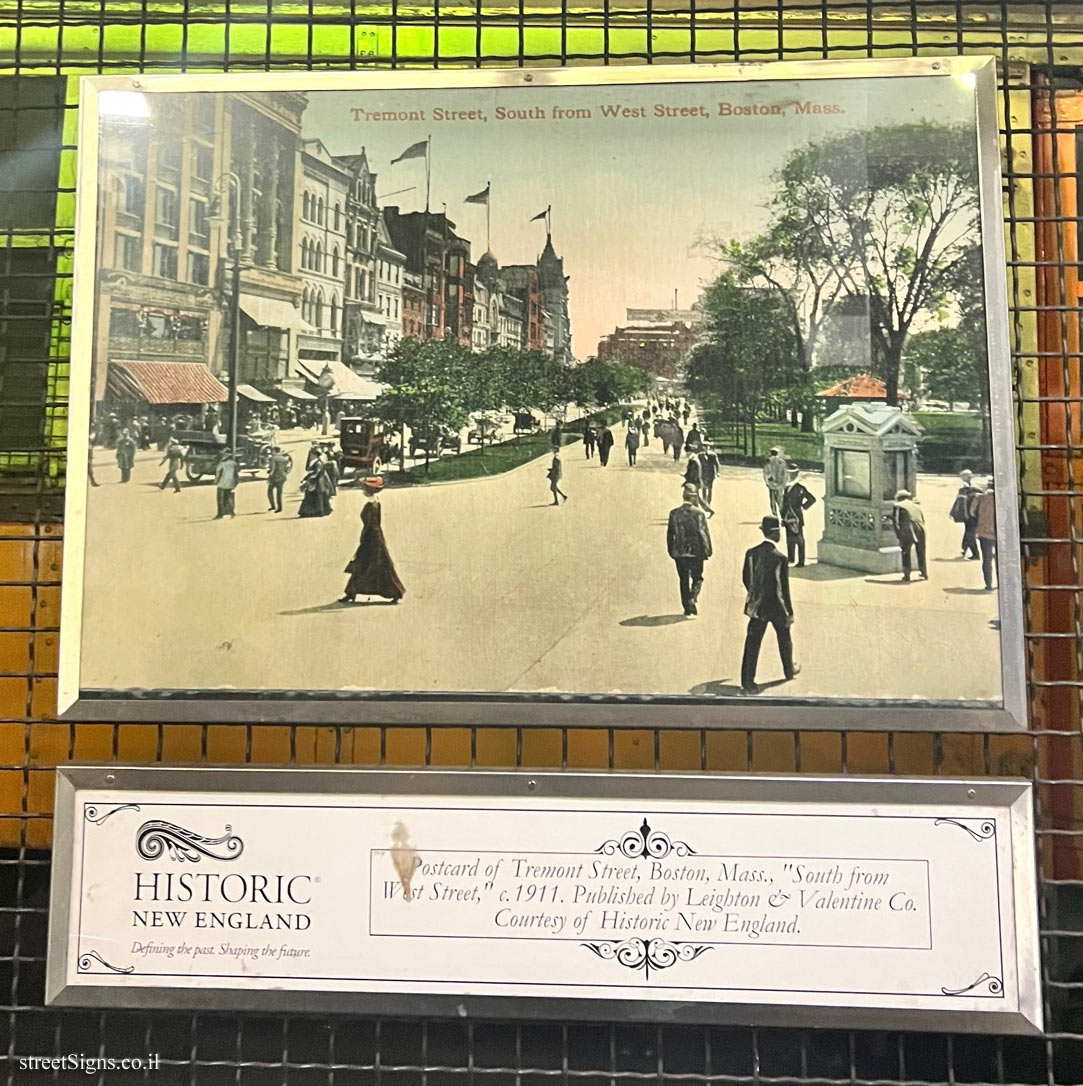 Tremont Street, South from West Street, Boston, Mass.
HISTORIC®
NEW ENGLAND
Defining the past. Shaping the future.
Postcard of Tremont Street, Boston, Mass., "South from
West Street," c.1911. Published by Leighton & Valentine Co.
Courtesy of Historic New England.
streetSigns.co.il